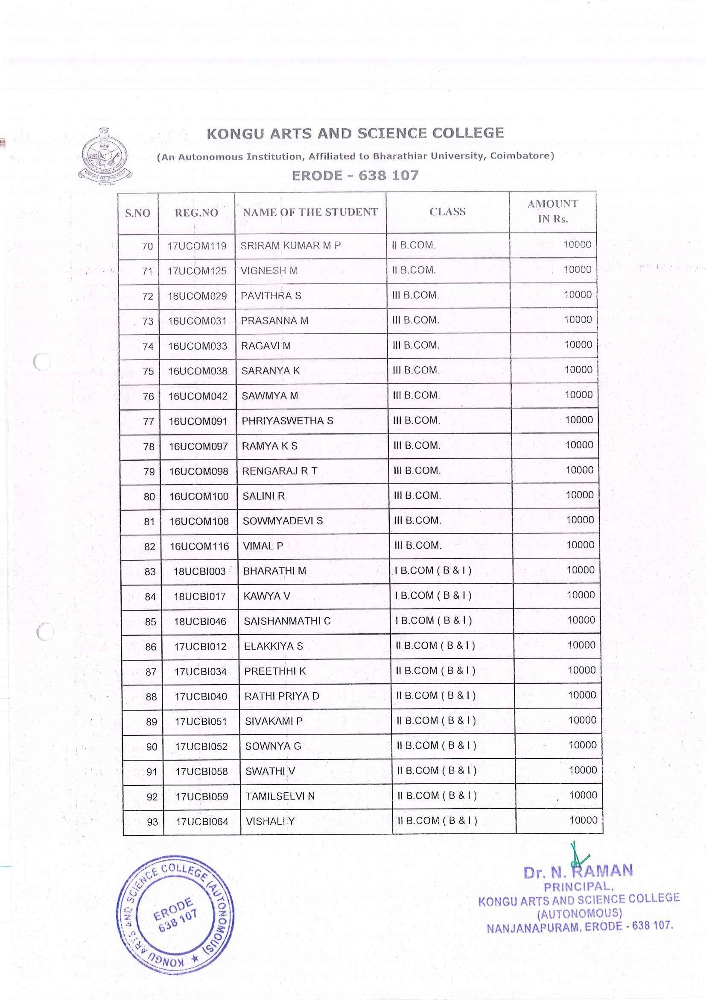 KONGU ARTS AND SCIENCE COLLEGE
(An Autonomous Institution, Affiliated to Bharathiar University, Coimbatore)
ERODE - 638 107
KONGU ARTS AND SCIENCE COLLEGE
S.NO REG.NO NAME OF THE STUDENT CLASS AMOUNT IN Rs.
70 17UCOM119 SRIRAM KUMAR M P II B.COM. 10000
71 17UCOM125 VIGNESH M II B.COM. 10000
72 16UCOM029 PAVITHRA S III B.COM. 10000
73 16UCOM031 PRASANNA M III B.COM. 10000
74 16UCOM033 RAGAVI M III B.COM. 10000
75 16UCOM038 SARANYA K III B.COM. 10000
76 16UCOM042 SAWMYA M III B.COM. 10000
77 16UCOM091 PHRIYASWETHA S III B.COM. 10000
78 16UCOM097 RAMYA K S III B.COM. 10000
79 16UCOM098 RENGARAJ R T III B.COM. 10000
80 16UCOM100 SALINI R III B.COM. 10000
81 16UCOM108 SOWMYADEVI S III B.COM. 10000
82 16UCOM116 VIMAL P III B.COM. 10000
83 18UCBI003 BHARATHI M I B.COM ( B & I ) 10000
84 18UCBI017 KAWYA V I B.COM ( B & I ) 10000
85 18UCBI046 SAISHANMATHI C I B.COM ( B & I ) 10000
86 17UCBI012 ELAKKIYA S II B.COM ( B & I ) 10000
87 17UCBI034 PREETHHI K II B.COM ( B & I ) 10000
88 17UCBI040 RATHI PRIYA D II B.COM ( B & I ) 10000
89 17UCBI051 SIVAKAMI P II B.COM ( B & I ) 10000
90 17UCBI052 SOWNYA G II B.COM ( B & I ) 10000
91 17UCBI058 SWATHI V II B.COM ( B & I ) 10000
92 17UCBI059 TAMILSELVI N II B.COM ( B & I ) 10000
93 17UCBI064 VISHALI Y II B.COM ( B & I ) 10000
KONGU ARTS AND SCIENCE COLLEGE (AUTONOMOUS) ★
ERODE
638 107
Dr. N. RAMAN
PRINCIPAL,
KONGU ARTS AND SCIENCE COLLEGE
(AUTONOMOUS)
NANJANAPURAM, ERODE - 638 107.